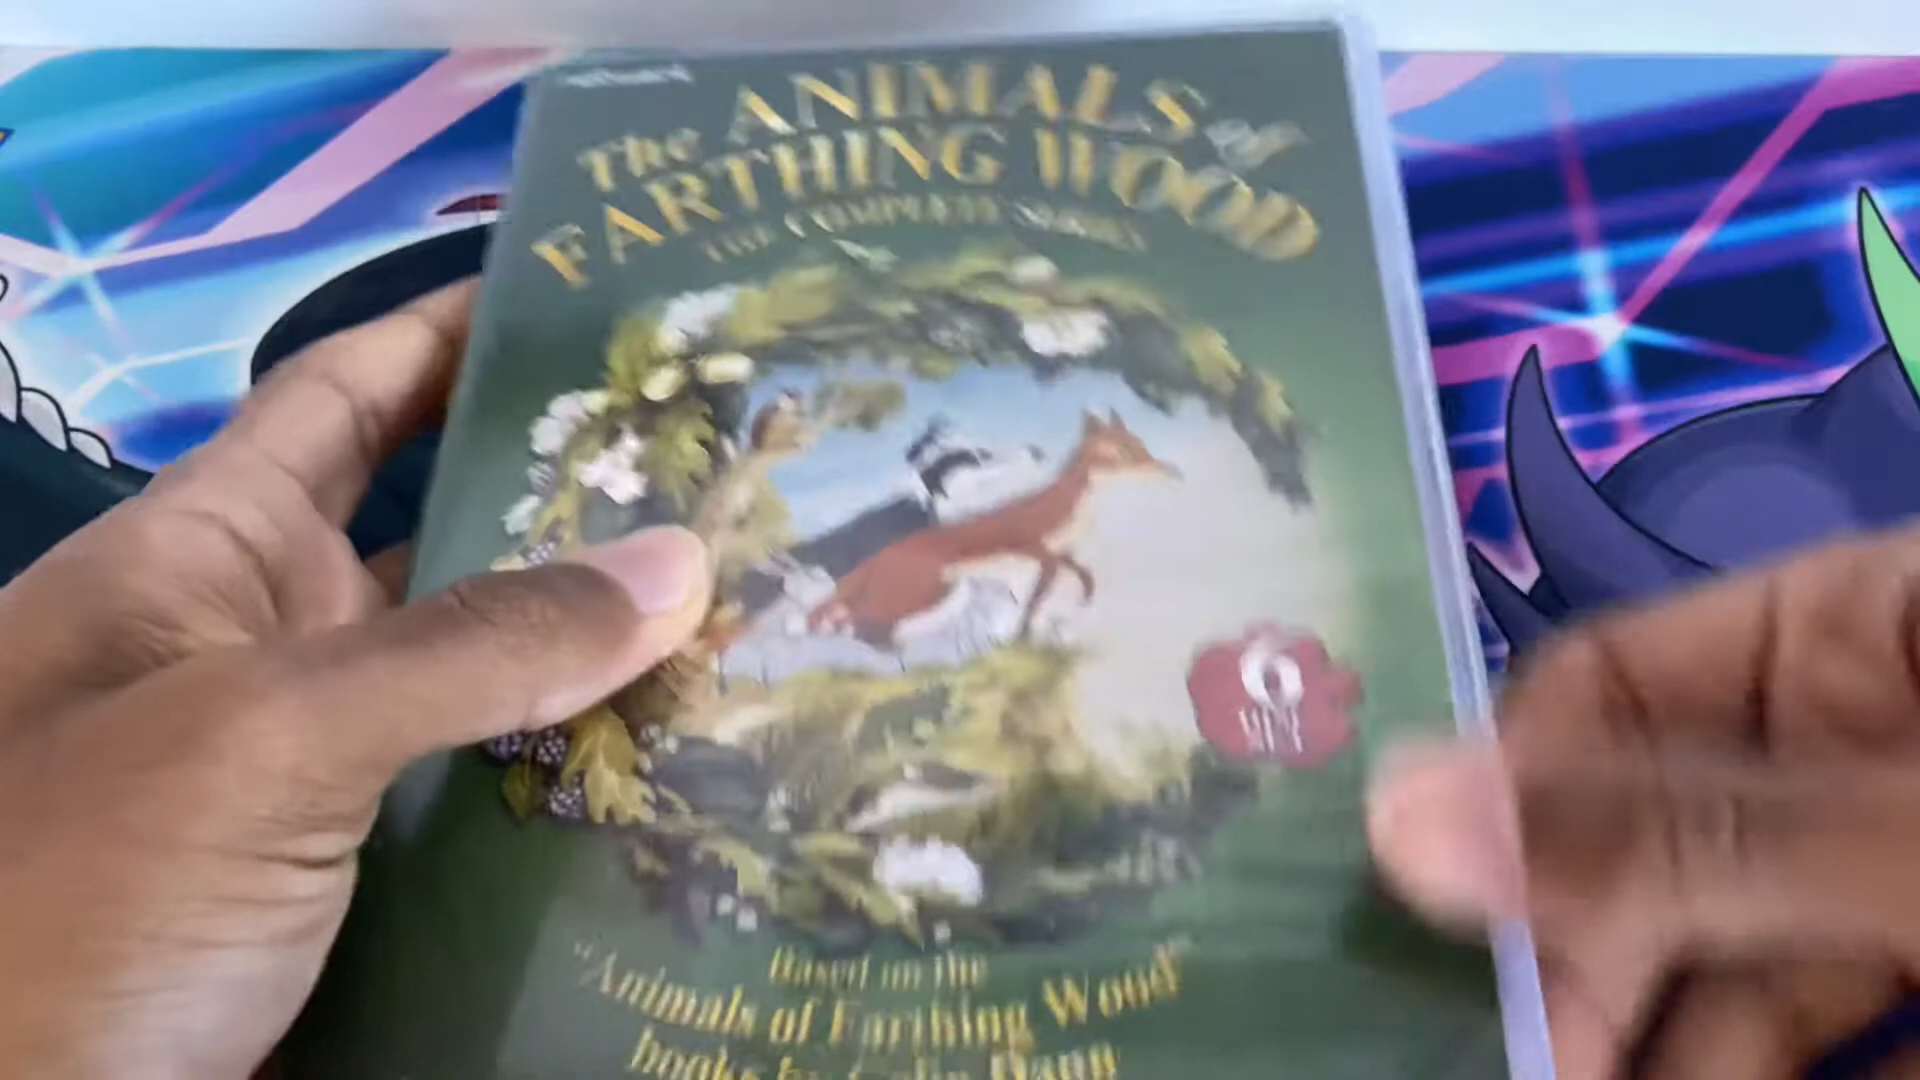 The ANIMALS of
FARTHING WOOD
THE COMPLETE SERIES
Based on the
"Animals of Farthing Wood"
books by Colin Dann